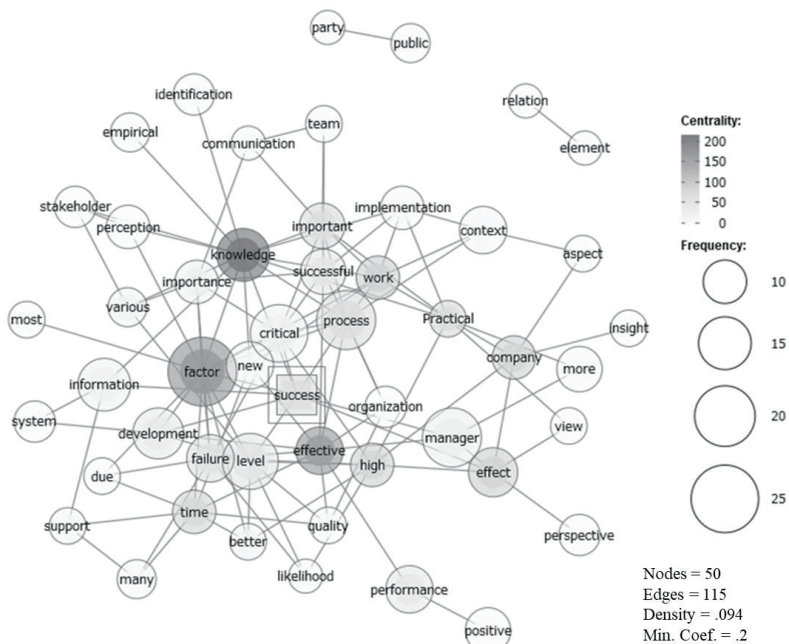 party
public
identification
relation
empirical
team
communication
element
stakeholder
perception
important
implementation
context
knowledge
aspect
successful
work
importance
various
most
critical
process
Practical
insight
factor
new
company
more
information
success
organization
system
development
manager
view
failure
level
effective
high
effect
due
time
support
better
quality
perspective
many
likelihood
performance
positive
Centrality:
200
150
100
50
0
Frequency:
10
15
20
25
Nodes = 50
Edges = 115
Density = .094
Min. Coef. = .2